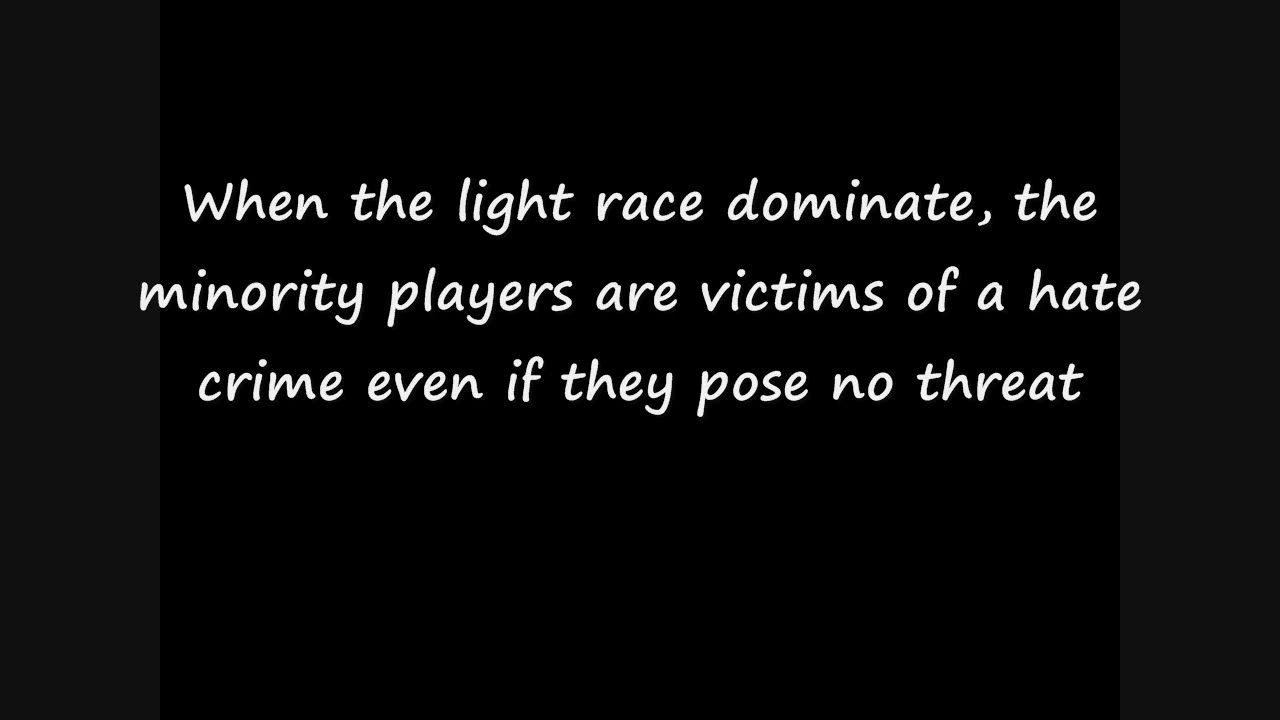 When the light race dominate, the
minority players are victims of a hate
crime even if they pose no threat